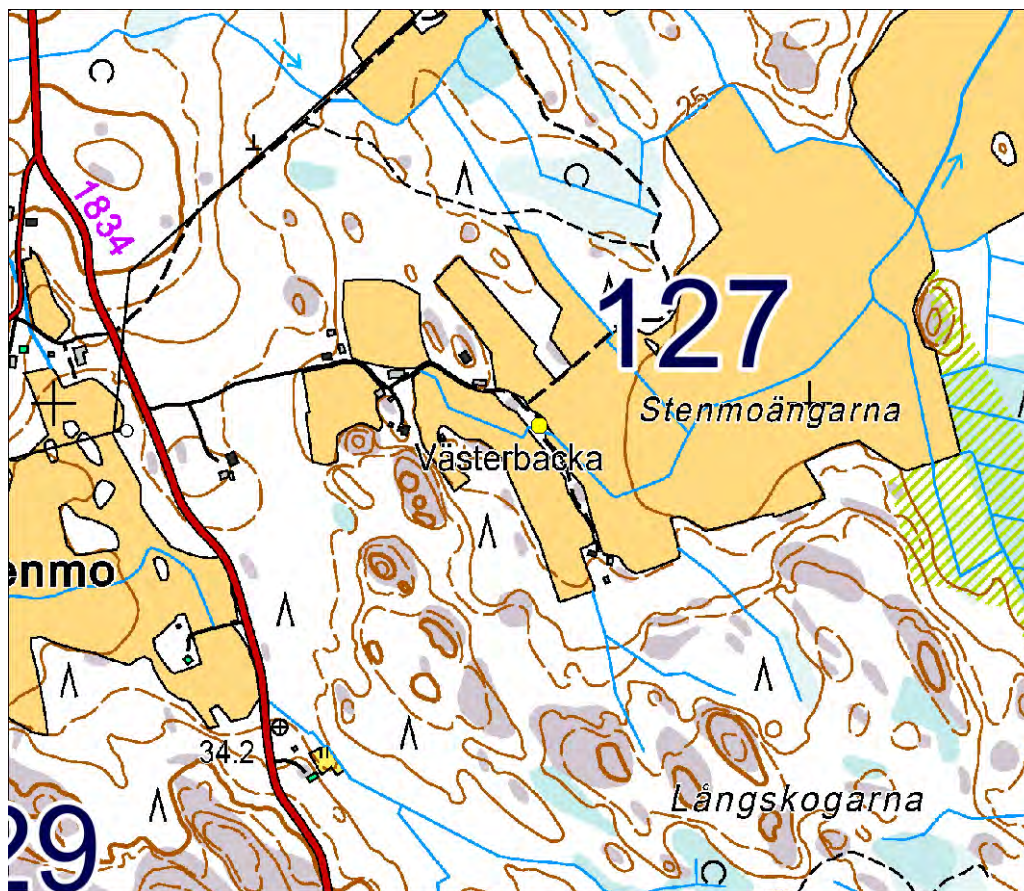 25
1834
127
Stenmoängarna
Västerbacka
enmo
34.2
Långskogarna
29